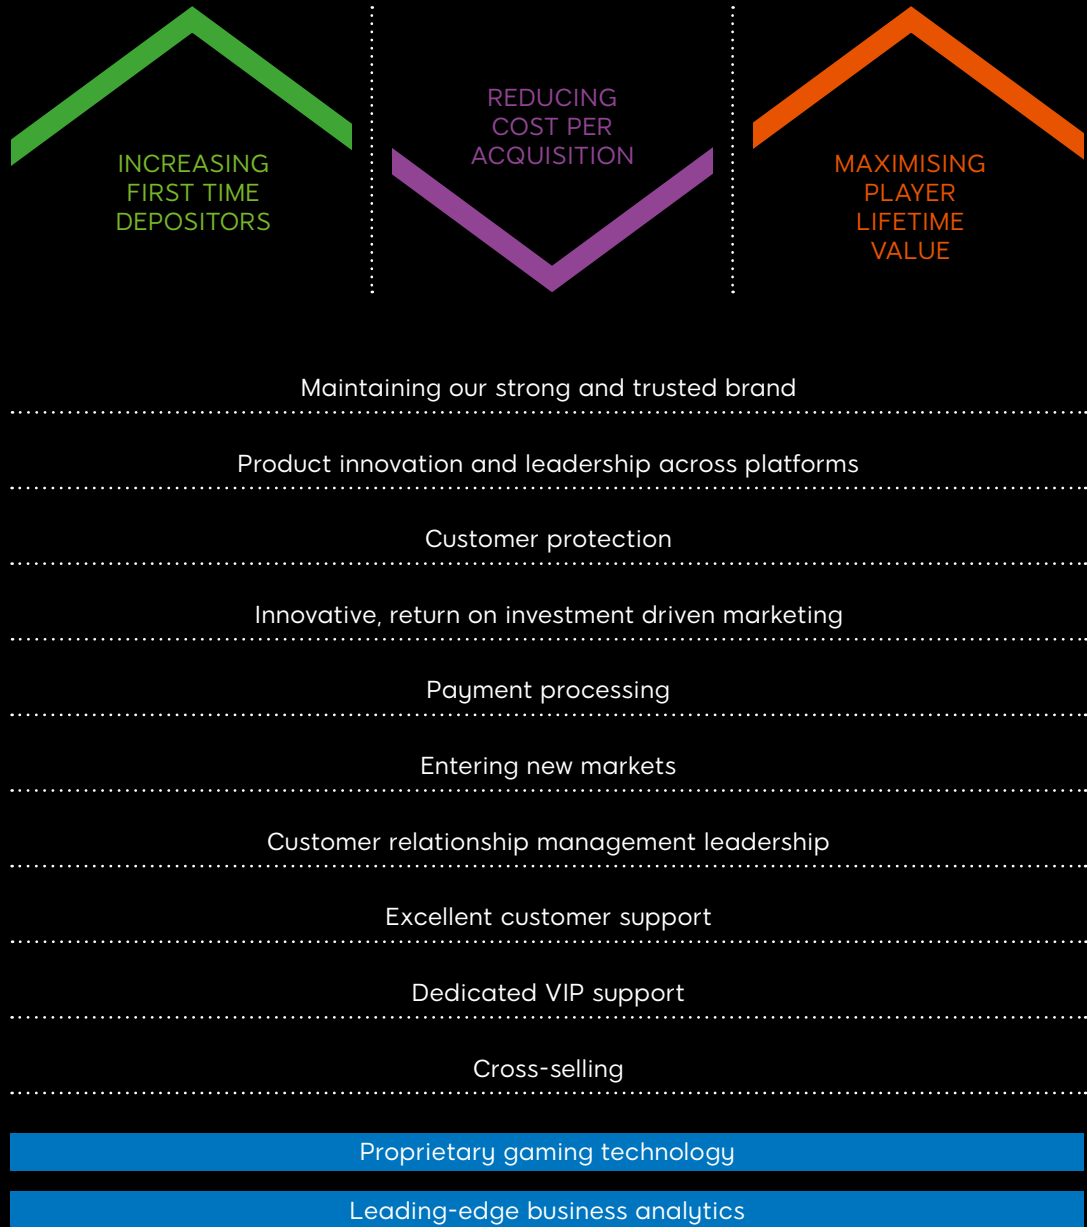 INCREASING
FIRST TIME
DEPOSITORS
REDUCING
COST PER
ACQUISITION
MAXIMISING
PLAYER
LIFETIME
VALUE
Maintaining our strong and trusted brand
Product innovation and leadership across platforms
Customer protection
Innovative, return on investment driven marketing
Payment processing
Entering new markets
Customer relationship management leadership
Excellent customer support
Dedicated VIP support
Cross-selling
Proprietary gaming technology
Leading-edge business analytics